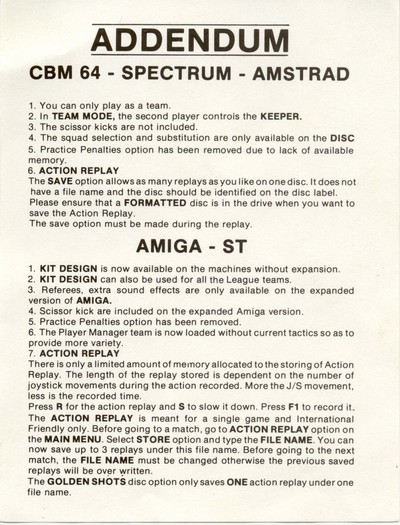 ADDENDUM
CBM 64 - SPECTRUM - AMSTRAD
1. You can only play as a team.
2. In TEAM MODE, the second player controls the KEEPER.
3. The scissor kicks are not included.
4. The squad selection and substitution are only available on the DISC
5. Practice Penalties option has been removed due to lack of available
memory.
6. ACTION REPLAY
The SAVE option allows as many replays as you like on one disc. It does not
have a file name and the disc should be identified on the disc label.
Please ensure that a FORMATTED disc is in the drive when you want to
save the Action Replay.
The save option must be made during the replay.
AMIGA - ST
1. KIT DESIGN is now available on the machines without expansion.
2. KIT DESIGN can also be used for all the League teams.
3. Referees, extra sound effects are only available on the expanded
version of AMIGA.
4. Scissor kick are included on the expanded Amiga version.
5. Practice Penalties option has been removed.
6. The Player Manager team is now loaded without current tactics so as to
provide more variety.
7. ACTION REPLAY
There is only a limited amount of memory allocated to the storing of Action
Replay. The length of the replay stored is dependent on the number of
joystick movements during the action recorded. More the J/S movement,
less is the recorded time.
Press R for the action replay and S to slow it down. Press F1 to record it.
The ACTION REPLAY is meant for a single game and International
Friendly only. Before going to a match, go to ACTION REPLAY option on
the MAIN MENU. Select STORE option and type the FILE NAME. You can
now save up to 3 replays under this file name. Before going to the next
match, the FILE NAME must be changed otherwise the previous saved
replays will be over written.
The GOLDEN SHOTS disc option only saves ONE action replay under one
file name.